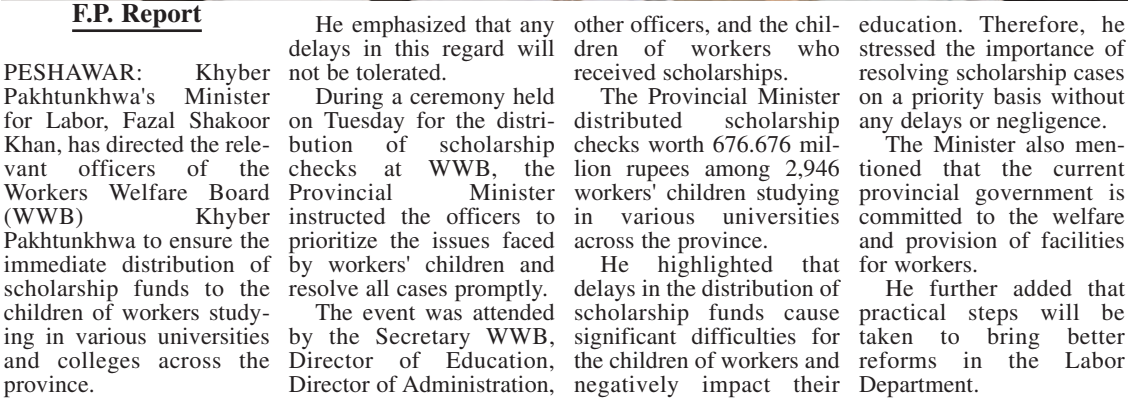 F.P. Report
PESHAWAR: Khyber
Pakhtunkhwa's Minister
for Labor, Fazal Shakoor
Khan, has directed the rele-
vant officers of the
Workers Welfare Board
(WWB) Khyber
Pakhtunkhwa to ensure the
immediate distribution of
scholarship funds to the
children of workers study-
ing in various universities
and colleges across the
province.
He emphasized that any
delays in this regard will
not be tolerated.
During a ceremony held
on Tuesday for the distri-
bution of scholarship
checks at WWB, the
Provincial Minister
instructed the officers to
prioritize the issues faced
by workers' children and
resolve all cases promptly.
The event was attended
by the Secretary WWB,
Director of Education,
Director of Administration,
other officers, and the chil-
dren of workers who
received scholarships.
The Provincial Minister
distributed scholarship
checks worth 676.676 mil-
lion rupees among 2,946
workers' children studying
in various universities
across the province.
He highlighted that
delays in the distribution of
scholarship funds cause
significant difficulties for
the children of workers and
negatively impact their
education. Therefore, he
stressed the importance of
resolving scholarship cases
on a priority basis without
any delays or negligence.
The Minister also men-
tioned that the current
provincial government is
committed to the welfare
and provision of facilities
for workers.
He further added that
practical steps will be
taken to bring better
reforms in the Labor
Department.